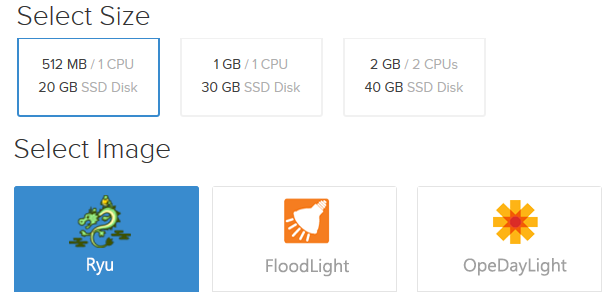 Select Size
512 MB / 1 CPU
20 GB SSD Disk
1 GB / 1 CPU
30 GB SSD Disk
2 GB / 2 CPUs
40 GB SSD Disk
Select Image
Ryu
FloodLight
OpeDayLight